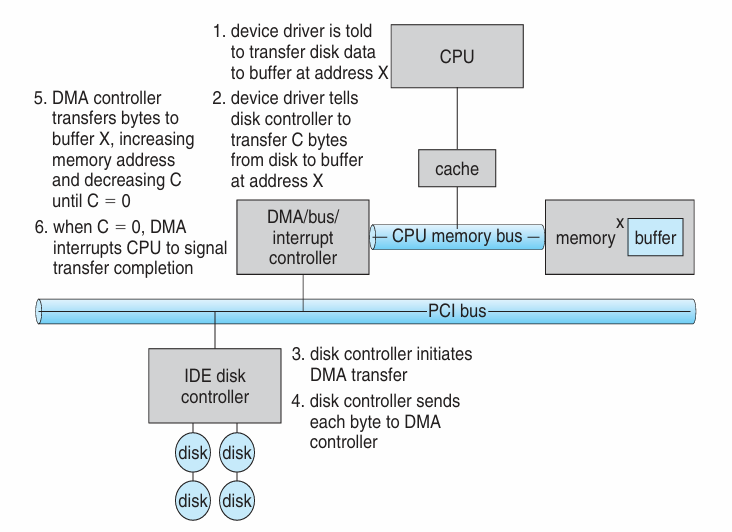 1. device driver is told
to transfer disk data
to buffer at address X
2. device driver tells
disk controller to
transfer C bytes
from disk to buffer
at address X
CPU
cache
5. DMA controller
transfers bytes to
buffer X, increasing
memory address
and decreasing C
until C = 0
6. when C = 0, DMA
interrupts CPU to signal
transfer completion
DMA/bus/
interrupt
controller
CPU memory bus
memory
X
buffer
PCI bus
IDE disk
controller
3. disk controller initiates
DMA transfer
4. disk controller sends
each byte to DMA
controller
disk
disk
disk
disk